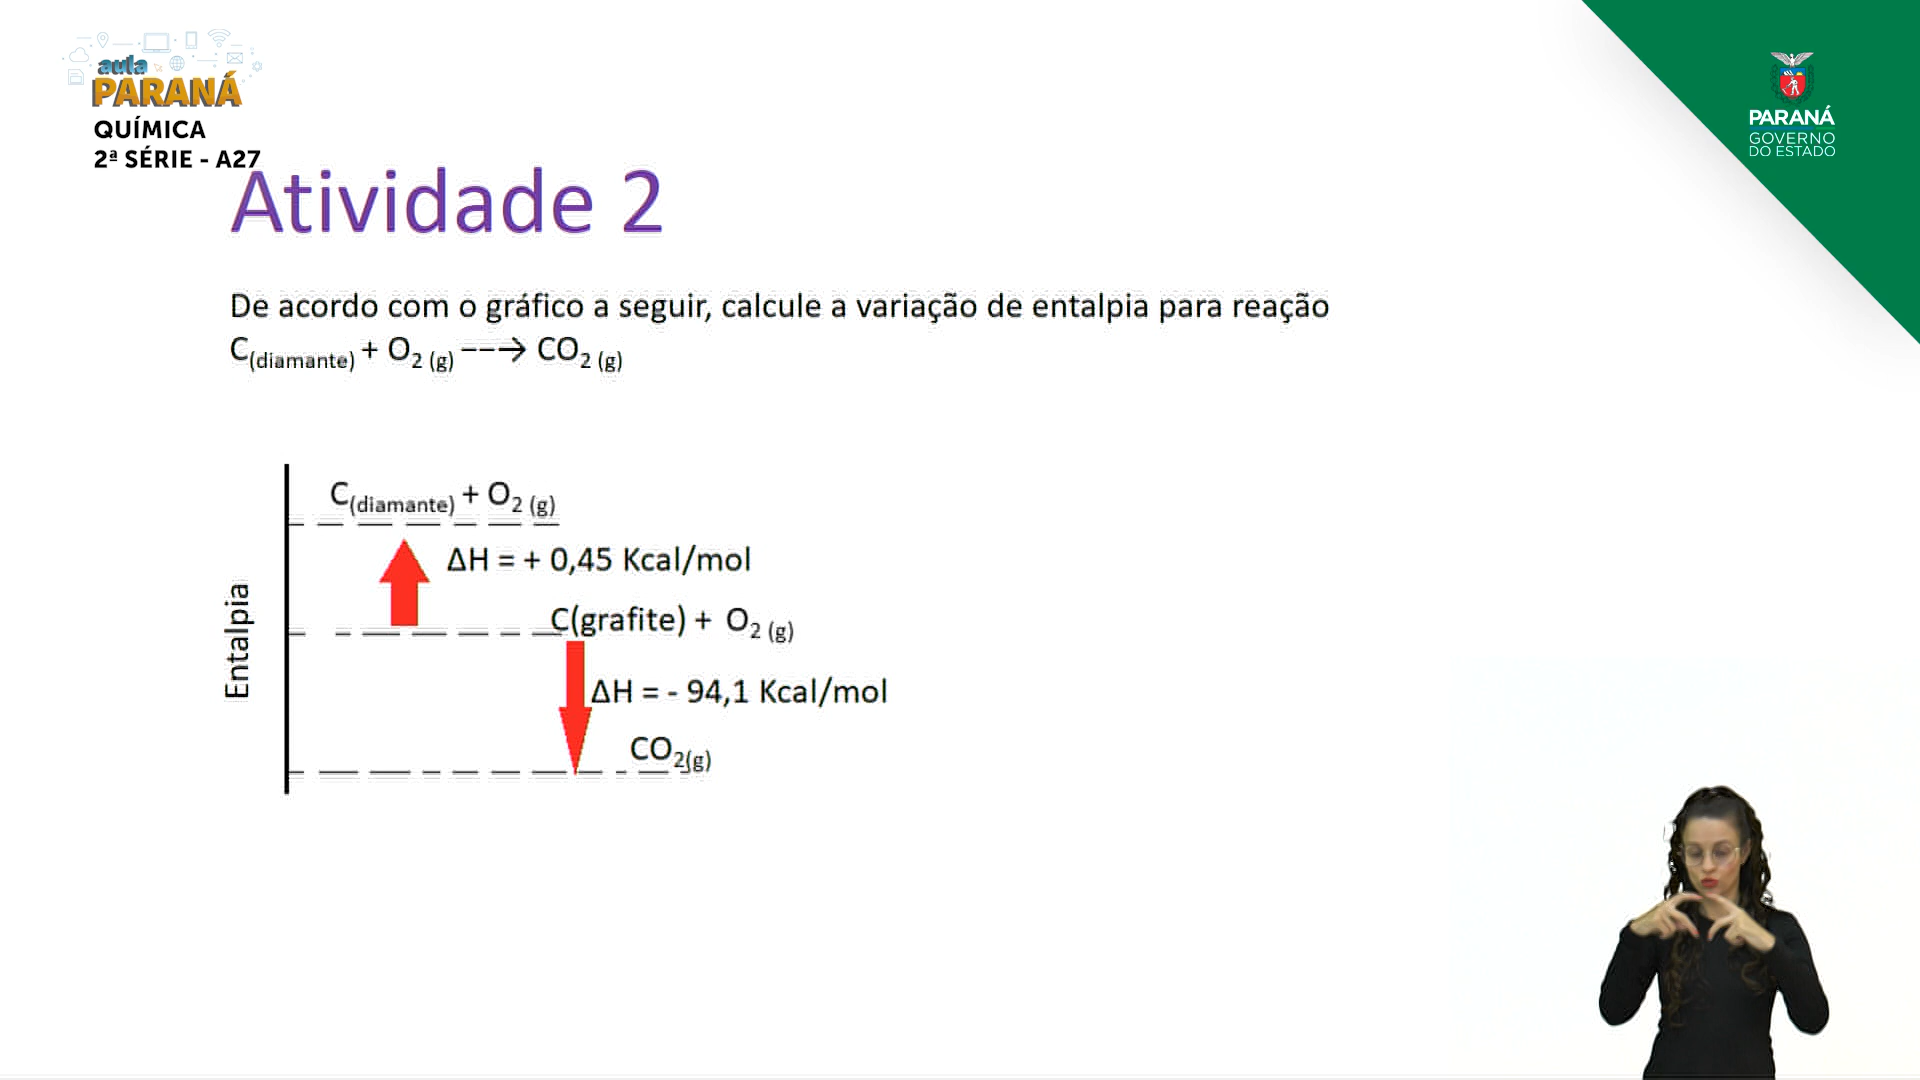 aula
PARANÁ
QUÍMICA
2ª SÉRIE - A27
PARANÁ
GOVERNO
DO ESTADO
Atividade 2
De acordo com o gráfico a seguir, calcule a variação de entalpia para reação
C(diamante) + O2 (g) ---→ CO2 (g)
C(diamante) + O2 (g)
ΔH = + 0,45 Kcal/mol
C(grafite) + O2 (g)
ΔH = - 94,1 Kcal/mol
CO2(g)
Entalpia